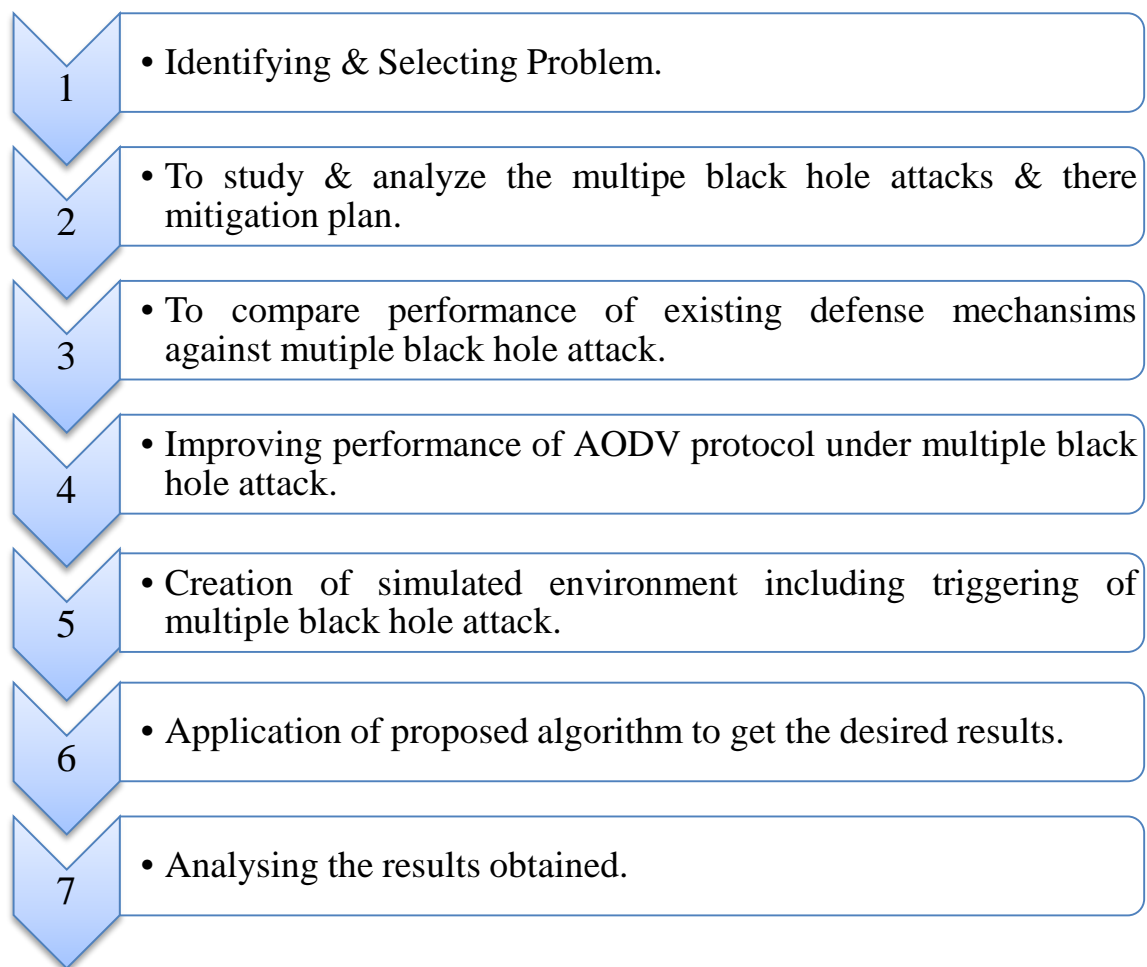 1
• Identifying & Selecting Problem.
2
• To study & analyze the multipe black hole attacks & there
mitigation plan.
3
• To compare performance of existing defense mechansims
against mutiple black hole attack.
4
• Improving performance of AODV protocol under multiple black
hole attack.
5
• Creation of simulated environment including triggering of
multiple black hole attack.
6
• Application of proposed algorithm to get the desired results.
7
• Analysing the results obtained.